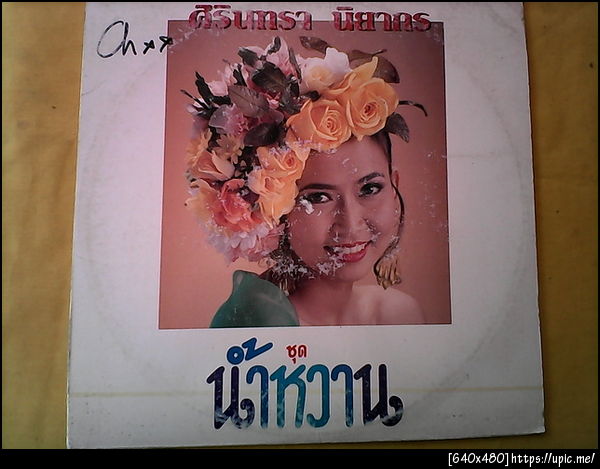 ศิรินทรา นิยากร
ชุด
น้ำหวาน
[640x480]https://upic.me/